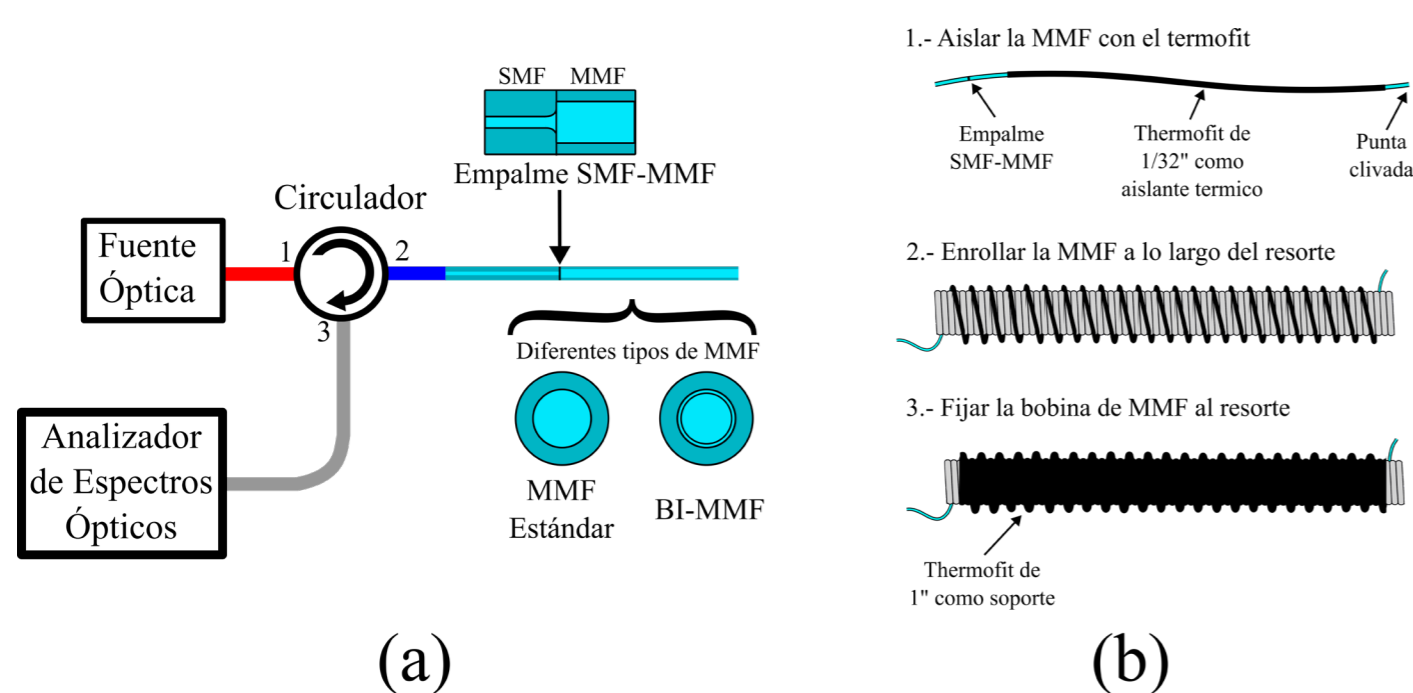 SMF MMF
Empalme SMF-MMF
Circulador
Fuente
Óptica
1
2
3
Diferentes tipos de MMF
MMF
Estándar
BI-MMF
Analizador
de Espectros
Ópticos
(a)
1.- Aislar la MMF con el termofit
Empalme
SMF-MMF
Thermofit de
1/32" como
aislante termico
Punta
clivada
2.- Enrollar la MMF a lo largo del resorte
3.- Fijar la bobina de MMF al resorte
Thermofit de
1" como soporte
(b)